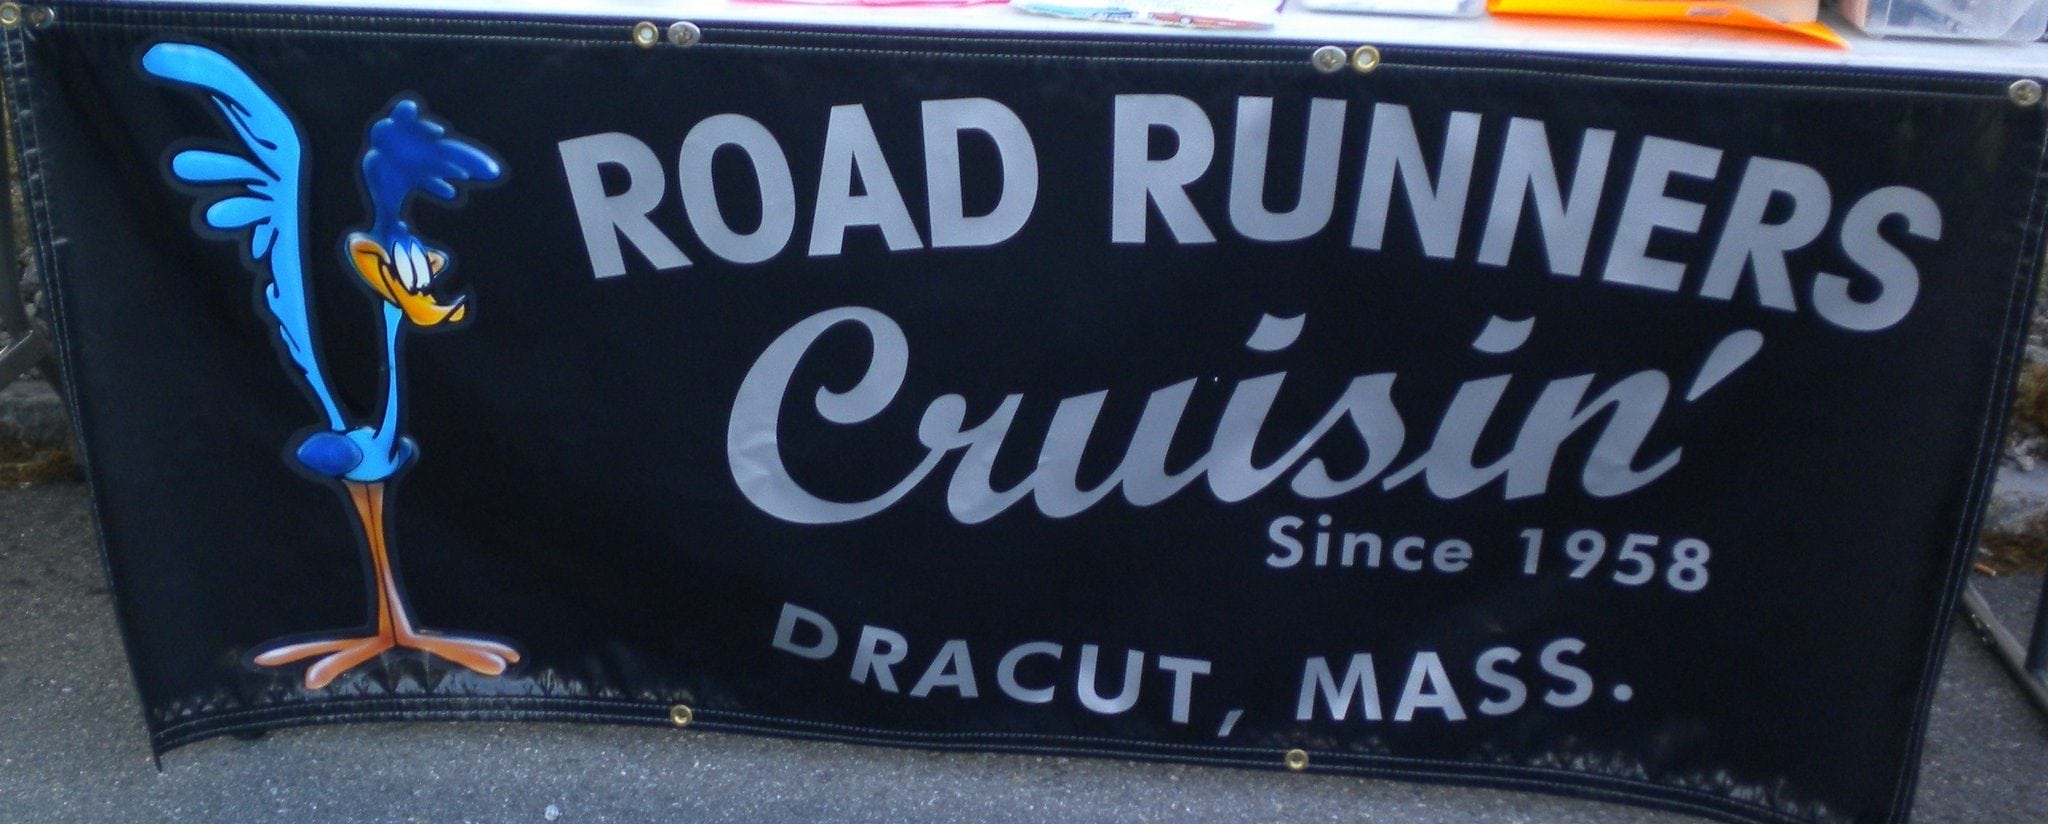 ROAD RUNNERS
Cruisin'
Since 1958
DRACUT, MASS.